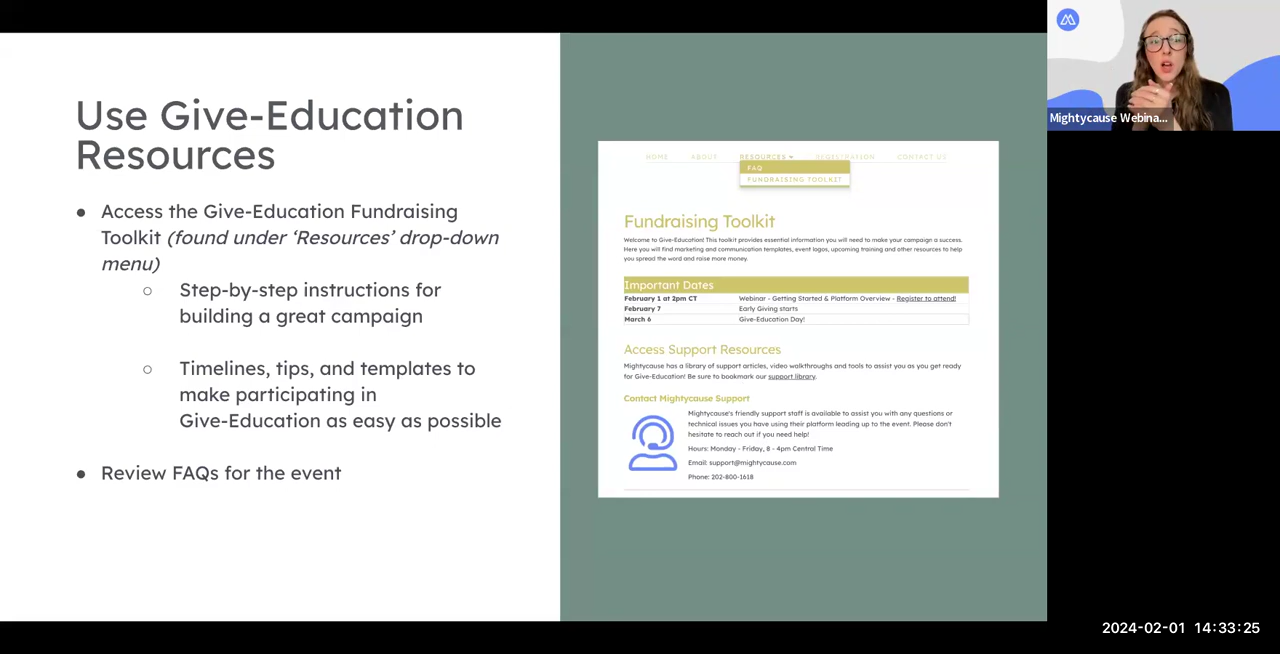 Use Give-Education
Resources
● Access the Give-Education Fundraising
Toolkit (found under ‘Resources’ drop-down
menu)
○ Step-by-step instructions for
building a great campaign
○ Timelines, tips, and templates to
make participating in
Give-Education as easy as possible
● Review FAQs for the event
HOME ABOUT RESOURCES REGISTRATION CONTACT US
FAQ
FUNDRAISING TOOLKIT
Fundraising Toolkit
Welcome to Give-Education! This toolkit provides essential information you will need to make your campaign a success.
Here you will find marketing and communication templates, event logos, upcoming training and other resources to help
you spread the word and raise more money.
Important Dates
February 1 at 2pm CT Webinar - Getting Started & Platform Overview - Register to attend!
February 7 Early Giving starts
March 6 Give-Education Day!
Access Support Resources
Mightycause has a library of support articles, video walkthroughs and tools to assist you as you get ready
for Give-Education! Be sure to bookmark our support library.
Contact Mightycause Support
Mightycause's friendly support staff is available to assist you with any questions or
technical issues you have using their platform leading up to the event. Please don't
hesitate to reach out if you need help!
Hours: Monday - Friday, 8 - 4pm Central Time
Email: support@mightycause.com
Phone: 202-800-1618
Mightycause Webina...
2024-02-01 14:33:25